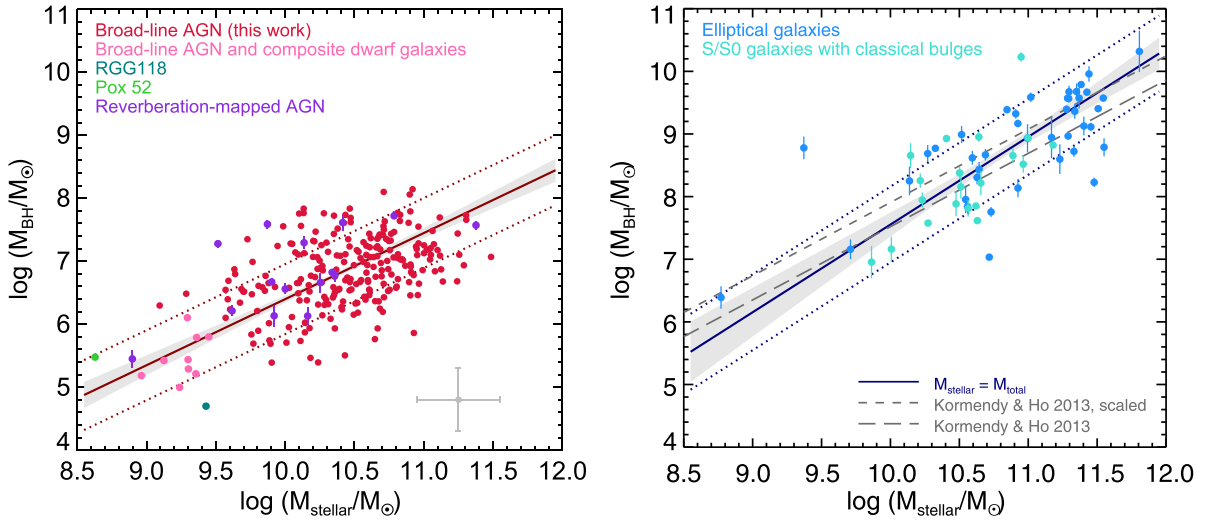 Broad-line AGN (this work)
Broad-line AGN and composite dwarf galaxies
RGG118
Pox 52
Reverberation-mapped AGN
10
9
8
7
6
5
4
log (M_BH/M_☉)
8.5 9.0 9.5 10.0 10.5 11.0 11.5 12.0
log (M_stellar/M_☉)
Elliptical galaxies
S/S0 galaxies with classical bulges
11
10
9
8
7
6
5
4
log (M_BH/M_☉)
M_stellar = M_total
Kormendy & Ho 2013, scaled
Kormendy & Ho 2013
8.5 9.0 9.5 10.0 10.5 11.0 11.5 12.0
log (M_stellar/M_☉)